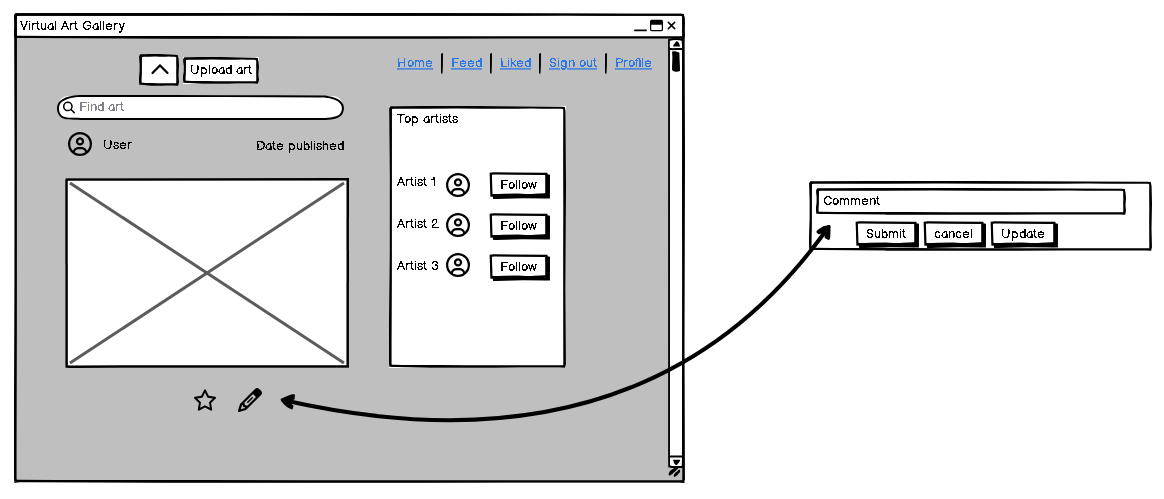 Virtual Art Gallery
Upload art
Home Feed Liked Sign out Profile
Find art
User Date published
Top artists
Artist 1 Follow
Artist 2 Follow
Artist 3 Follow
Comment
Submit cancel Update